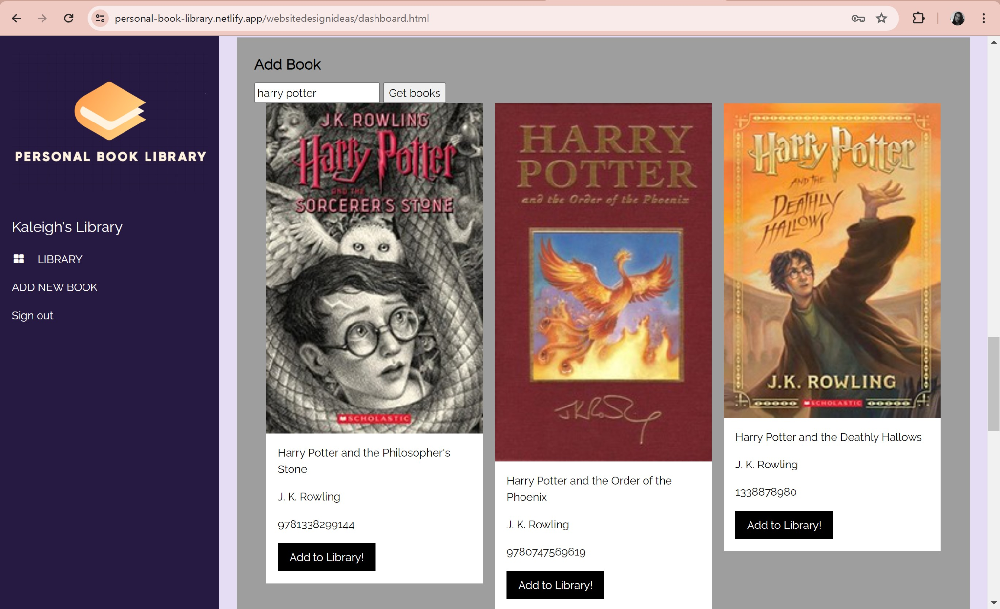 personal-book-library.netlify.app/websitedesignideas/dashboard.html
PERSONAL BOOK LIBRARY
Kaleigh's Library
LIBRARY
ADD NEW BOOK
Sign out
Add Book
harry potter
Get books
J.K. ROWLING
Harry Potter
AND THE
SORCERER'S STONE
SCHOLASTIC
Harry Potter and the Philosopher's
Stone
J. K. Rowling
9781338299144
Add to Library!
HARRY
POTTER
and the Order of the Phoenix
Harry Potter and the Order of the
Phoenix
J. K. Rowling
9780747569619
Add to Library!
Harry Potter
AND THE
DEATHLY
HALLOWS
J.K. ROWLING
SCHOLASTIC
Harry Potter and the Deathly Hallows
J. K. Rowling
1338878980
Add to Library!